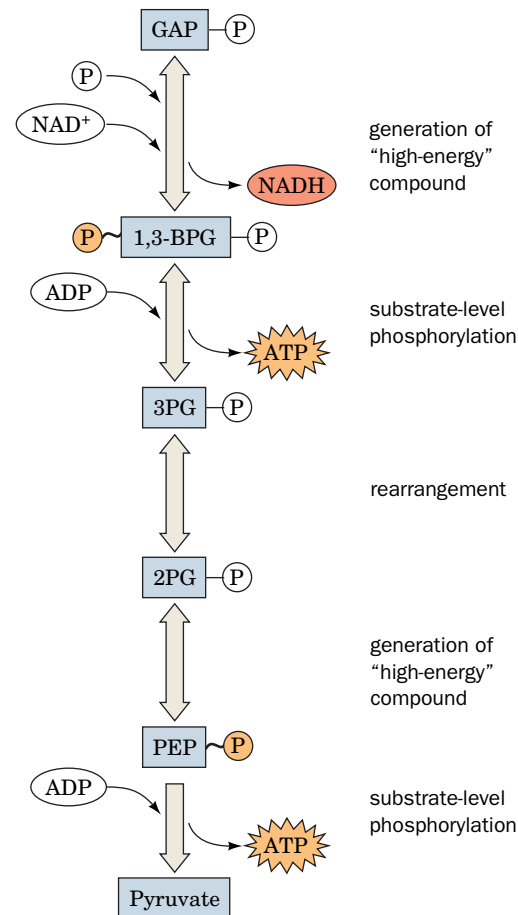 GAP P
P
NAD⁺
generation of
“high-energy”
compound
NADH
P 1,3-BPG P
ADP
substrate-level
phosphorylation
ATP
3PG P
rearrangement
2PG P
generation of
“high-energy”
compound
PEP P
ADP
substrate-level
phosphorylation
ATP
Pyruvate